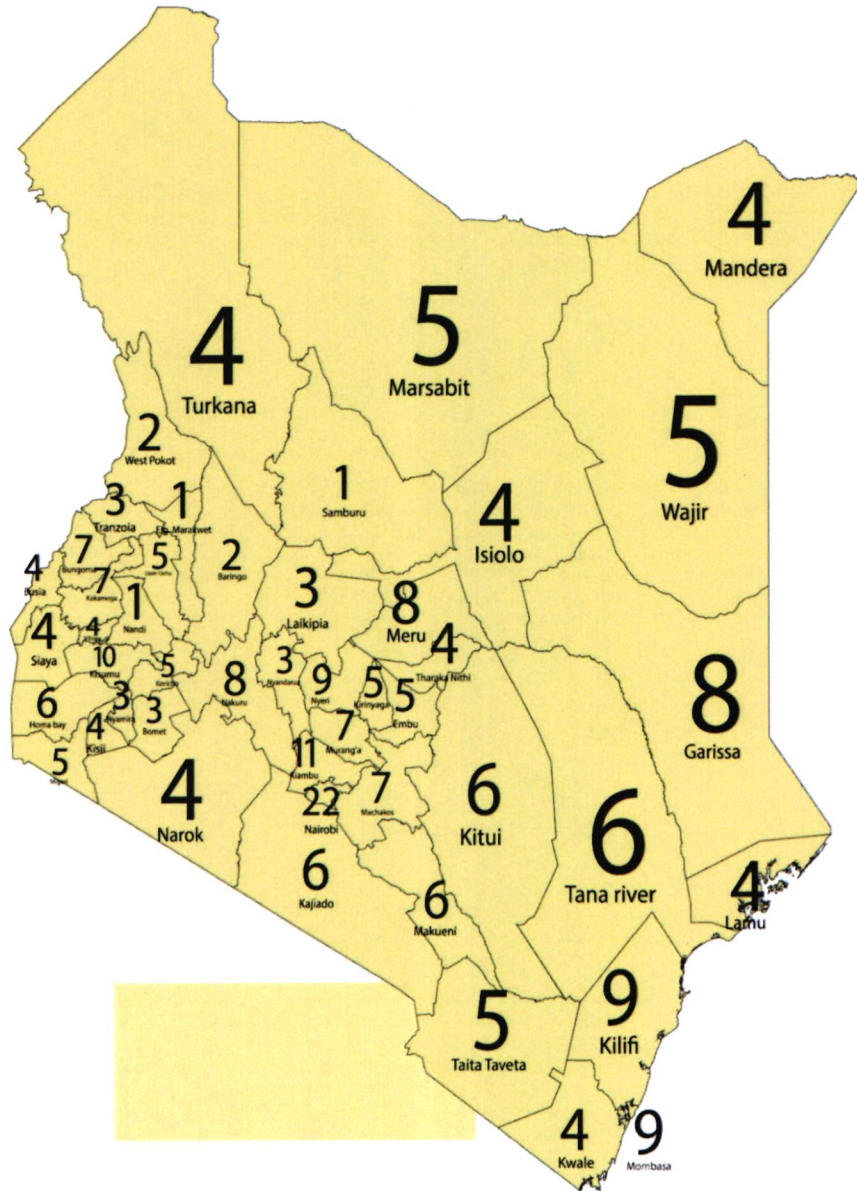 4
Mandera
5
Marsabit
4
Turkana
5
Wajir
2
West Pokot
1
Samburu
4
Isiolo
3
Tranzoia
1
Elg. Marakwet
7
Bungoma
5
2
Baringo
4
Busia
7
Kakamega
1
Nandi
3
Laikipia
8
Meru
4
Tharaka Nithi
4
Siaya
4
10
Kisumu
5
Kericho
8
Nakuru
3
Nyandarua
9
Nyeri
5
Kirinyaga
5
Embu
8
Garissa
6
Homa bay
3
Nyamira
3
Bomet
4
Kisii
7
Murang'a
5
11
Kiambu
4
Narok
22
Nairobi
7
Machakos
6
Kitui
6
Tana river
6
Kajiado
6
Makueni
4
Lamu
5
Taita Taveta
9
Kilifi
4
Kwale
9
Mombasa